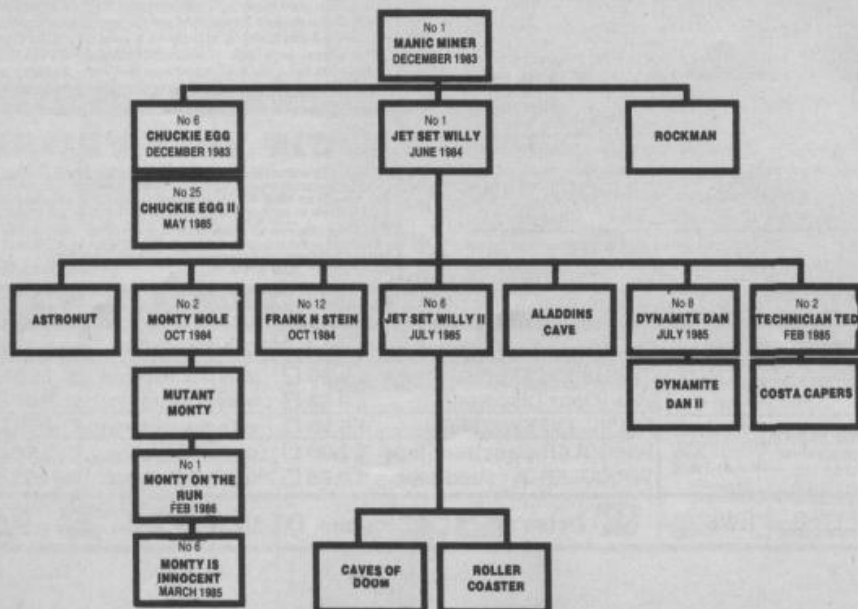 No 1
MANIC MINER
DECEMBER 1983
No 6
CHUCKIE EGG
DECEMBER 1983
No 1
JET SET WILLY
JUNE 1984
ROCKMAN
No 25
CHUCKIE EGG II
MAY 1985
ASTRONUT
No 2
MONTY MOLE
OCT 1984
No 12
FRANK N STEIN
OCT 1984
No 6
JET SET WILLY II
JULY 1985
ALADDINS
CAVE
No 8
DYNAMITE DAN
JULY 1985
No 2
TECHNICIAN TED
FEB 1985
MUTANT
MONTY
DYNAMITE
DAN II
COSTA CAPERS
No 1
MONTY ON THE
RUN
FEB 1986
No 6
MONTY IS
INNOCENT
MARCH 1985
CAVES OF
DOOM
ROLLER
COASTER